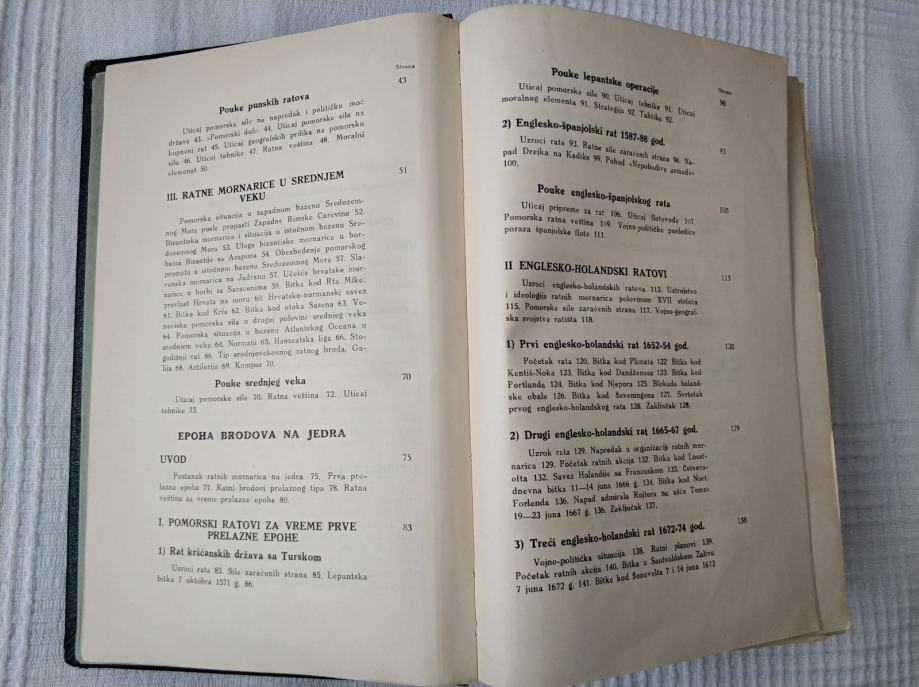 Strana
43
Pouke punskih ratova
Uticaj pomorske sile na napredak i političku moć
države 43. »Pomorski duh« 44. Uticaj pomorske sile na
kopneni rat 45. Uticaj geografskih prilika na pomorsku
silu 46. Uticaj tehnike 47. Ratna veština 48. Moralni
elemenat 50.
III. RATNE MORNARICE U SREDNJEM
VEKU
51
Pomorska situacija u zapadnom bazenu Sredozem-
nog Mora posle propasti Zapadne Rimske Carevine 52.
Bizantiska mornarica i situacija u istočnom bazenu Sre-
dozemnog Mora 53. Uloga bizantiske mornarice u bor-
bama Bizantije sa Arapima 54. Obezbeđenje pomorskog
prometa u istočnom bazenu Sredozemnog Mora 57. Sla-
venska mornarica na Jadranu 57. Učešće hrvatske mor-
narice u borbi sa Saracenima 59. Bitka kod Rta Mike;
prevlast Hrvata na moru 60. Hrvatsko-normanski savez
61. Bitka kod Krfa 62. Bitka kod otoka Sasena 63. Ve-
neciska pomorska sila u drugoj polovini srednjeg veka
64. Pomorska situacija u bazenu Atlantskog Oceana u
srednjem veku 64. Normani 65. Hanseatska liga 66. Sto-
godišnji rat 66. Tip srednjovekovnog ratnog broda. Ga-
lija 68. Artilerija 69. Kompas 70.
Pouke srednjeg veka
70
Uticaj pomorske sile 70. Ratna veština 72. Uticaj
tehnike 73.
EPOHA BRODOVA NA JEDRA
UVOD
75
Postanak ratnih mornarica na jedra 75. Prva pre-
lazna epoha 77. Ratni brodovi prelaznog tipa 78. Ratna
veština za vreme prelazne epohe 80.
I. POMORSKI RATOVI ZA VREME PRVE
PRELAZNE EPOHE
83
1) Rat kršćanskih država sa Turskom
Uzroci rata 83. Sile zaraćenih strana 85. Lepantska
bitka 7 oktobra 1571 g. 86.
Strana
Pouke lepantske operacije
90
Uticaj pomorske sile 90. Uticaj tehnike 91. Uticaj
moralnog elementa 91. Strategija 92. Taktika 92.
2) Englesko-španjolski rat 1587-88 god.
93
Uzroci rata 93. Ratne sile zaraćenih strana 96. Na-
pad Drejka na Kadiks 99. Pohod »Nepobedive armade«
100.
Pouke englesko-španjolskog rata
105
Uticaj pripreme za rat 106. Uticaj flotovođe 107.
Pomorska ratna veština 109. Vojno-političke posledice
poraza španjolske flote 111.
II ENGLESKO-HOLANDSKI RATOVI
113
Uzroci englesko-holandskih ratova 113. Ustrojstvo
i ideologija ratnih mornarica polovinom XVII stoleća
115. Pomorske sile zaraćenih strana 117. Vojno-geograf-
ska svojstva ratišta 118.
1) Prvi englesko-holandski rat 1652-54 god.
120
Početak rata 120. Bitka kod Plimata 122 Bitka kod
Kentiš-Noka 123. Bitka kod Dandženesa 123. Bitka kod
Portlanda 124. Bitka kod Njeporta 125. Blokada holand-
ske obale 126. Bitka kod Ševeningena 127. Svršetak
prvog englesko-holandskog rata 128. Zaključak 128.
2) Drugi englesko-holandski rat 1665-67 god.
129
Uzrok rata 129. Napredak u organizaciji ratnih mor-
narica 129. Početak ratnih akcija 132. Bitka kod Loest-
ofta 132. Savez Holandije sa Francuskom 133. Četvero-
dnevna bitka 11—14 juna 1666 g. 134. Bitka kod Nort-
Forlenda 136. Napad admirala Rojtera na ušće Temze
19—23 juna 1667 g. 136. Zaključak 137.
3) Treći englesko-holandski rat 1672-74 god.
138
Vojno-politička situacija 138. Ratni planovi 139.
Početak ratnih akcija 140. Bitka u Sautvoldskom Zalivu
7 juna 1672 g. 141. Bitke kod Šonevelta 7 i 14 juna 1673